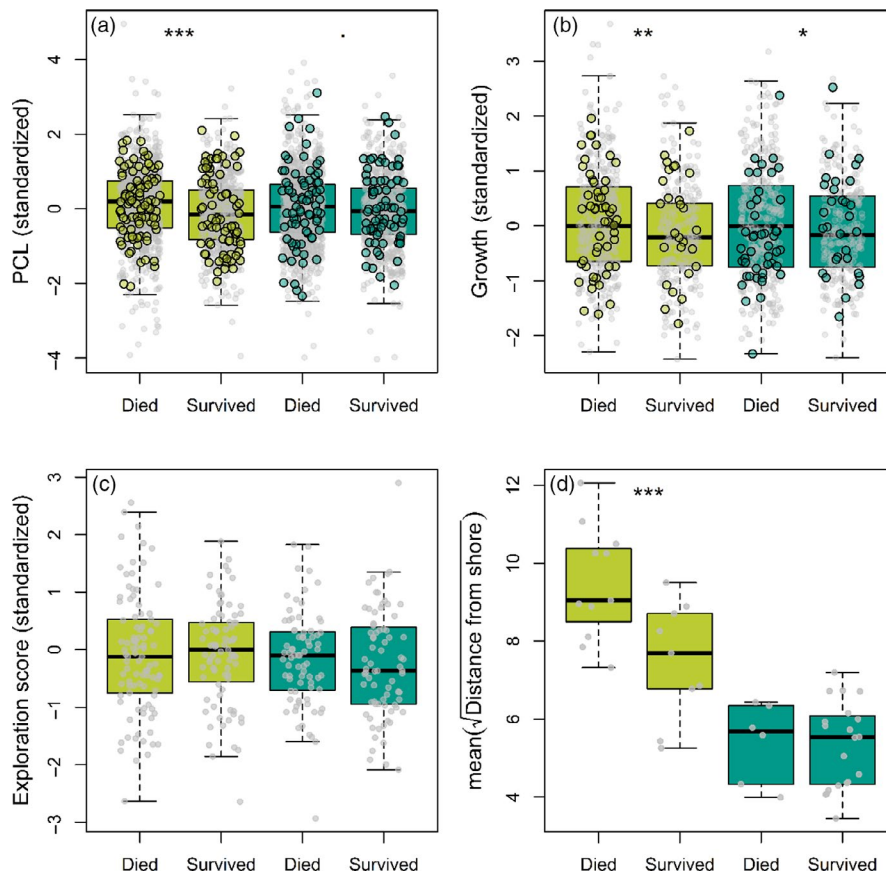 (a)
***
.
PCL (standardized)
4
2
0
-2
-4
Died
Survived
Died
Survived
(b)
**
*
Growth (standardized)
3
2
1
0
-1
-2
Died
Survived
Died
Survived
(c)
Exploration score (standardized)
3
2
1
0
-1
-2
-3
Died
Survived
Died
Survived
(d)
***
mean(√Distance from shore)
12
10
8
6
4
Died
Survived
Died
Survived